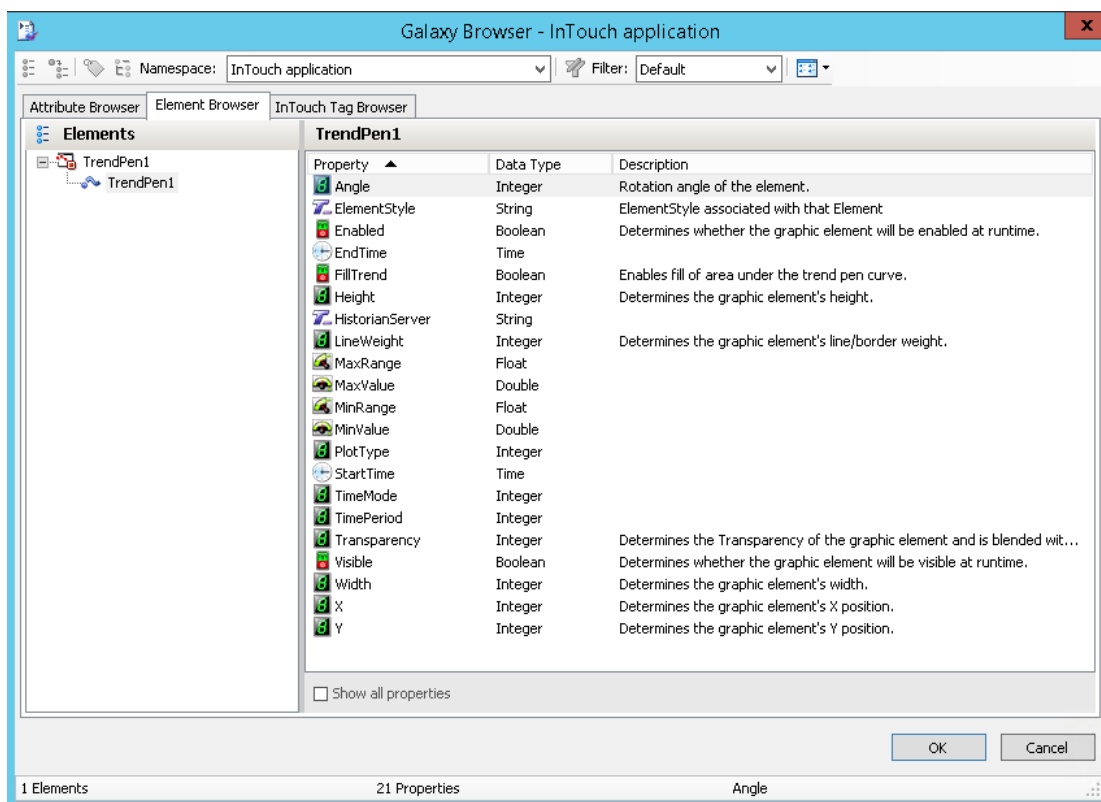 Galaxy Browser - InTouch application
x
Namespace: InTouch application Filter: Default
Attribute Browser Element Browser InTouch Tag Browser
Elements TrendPen1
TrendPen1
TrendPen1
Property Data Type Description
Angle Integer Rotation angle of the element.
ElementStyle String ElementStyle associated with that Element
Enabled Boolean Determines whether the graphic element will be enabled at runtime.
EndTime Time
FillTrend Boolean Enables fill of area under the trend pen curve.
Height Integer Determines the graphic element's height.
HistorianServer String
LineWeight Integer Determines the graphic element's line/border weight.
MaxRange Float
MaxValue Double
MinRange Float
MinValue Double
PlotType Integer
StartTime Time
TimeMode Integer
TimePeriod Integer
Transparency Integer Determines the Transparency of the graphic element and is blended wit...
Visible Boolean Determines whether the graphic element will be visible at runtime.
Width Integer Determines the graphic element's width.
X Integer Determines the graphic element's X position.
Y Integer Determines the graphic element's Y position.
Show all properties
OK Cancel
1 Elements 21 Properties Angle